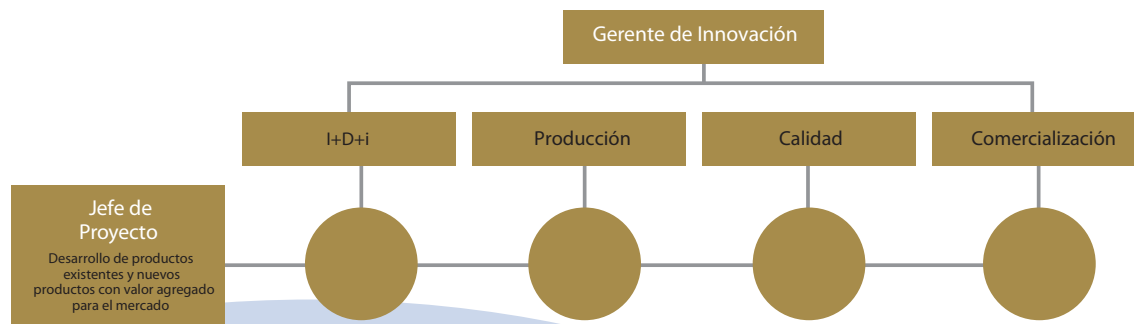 Gerente de Innovación
I+D+i
Producción
Calidad
Comercialización
Jefe de
Proyecto
Desarrollo de productos
existentes y nuevos
productos con valor agregado
para el mercado